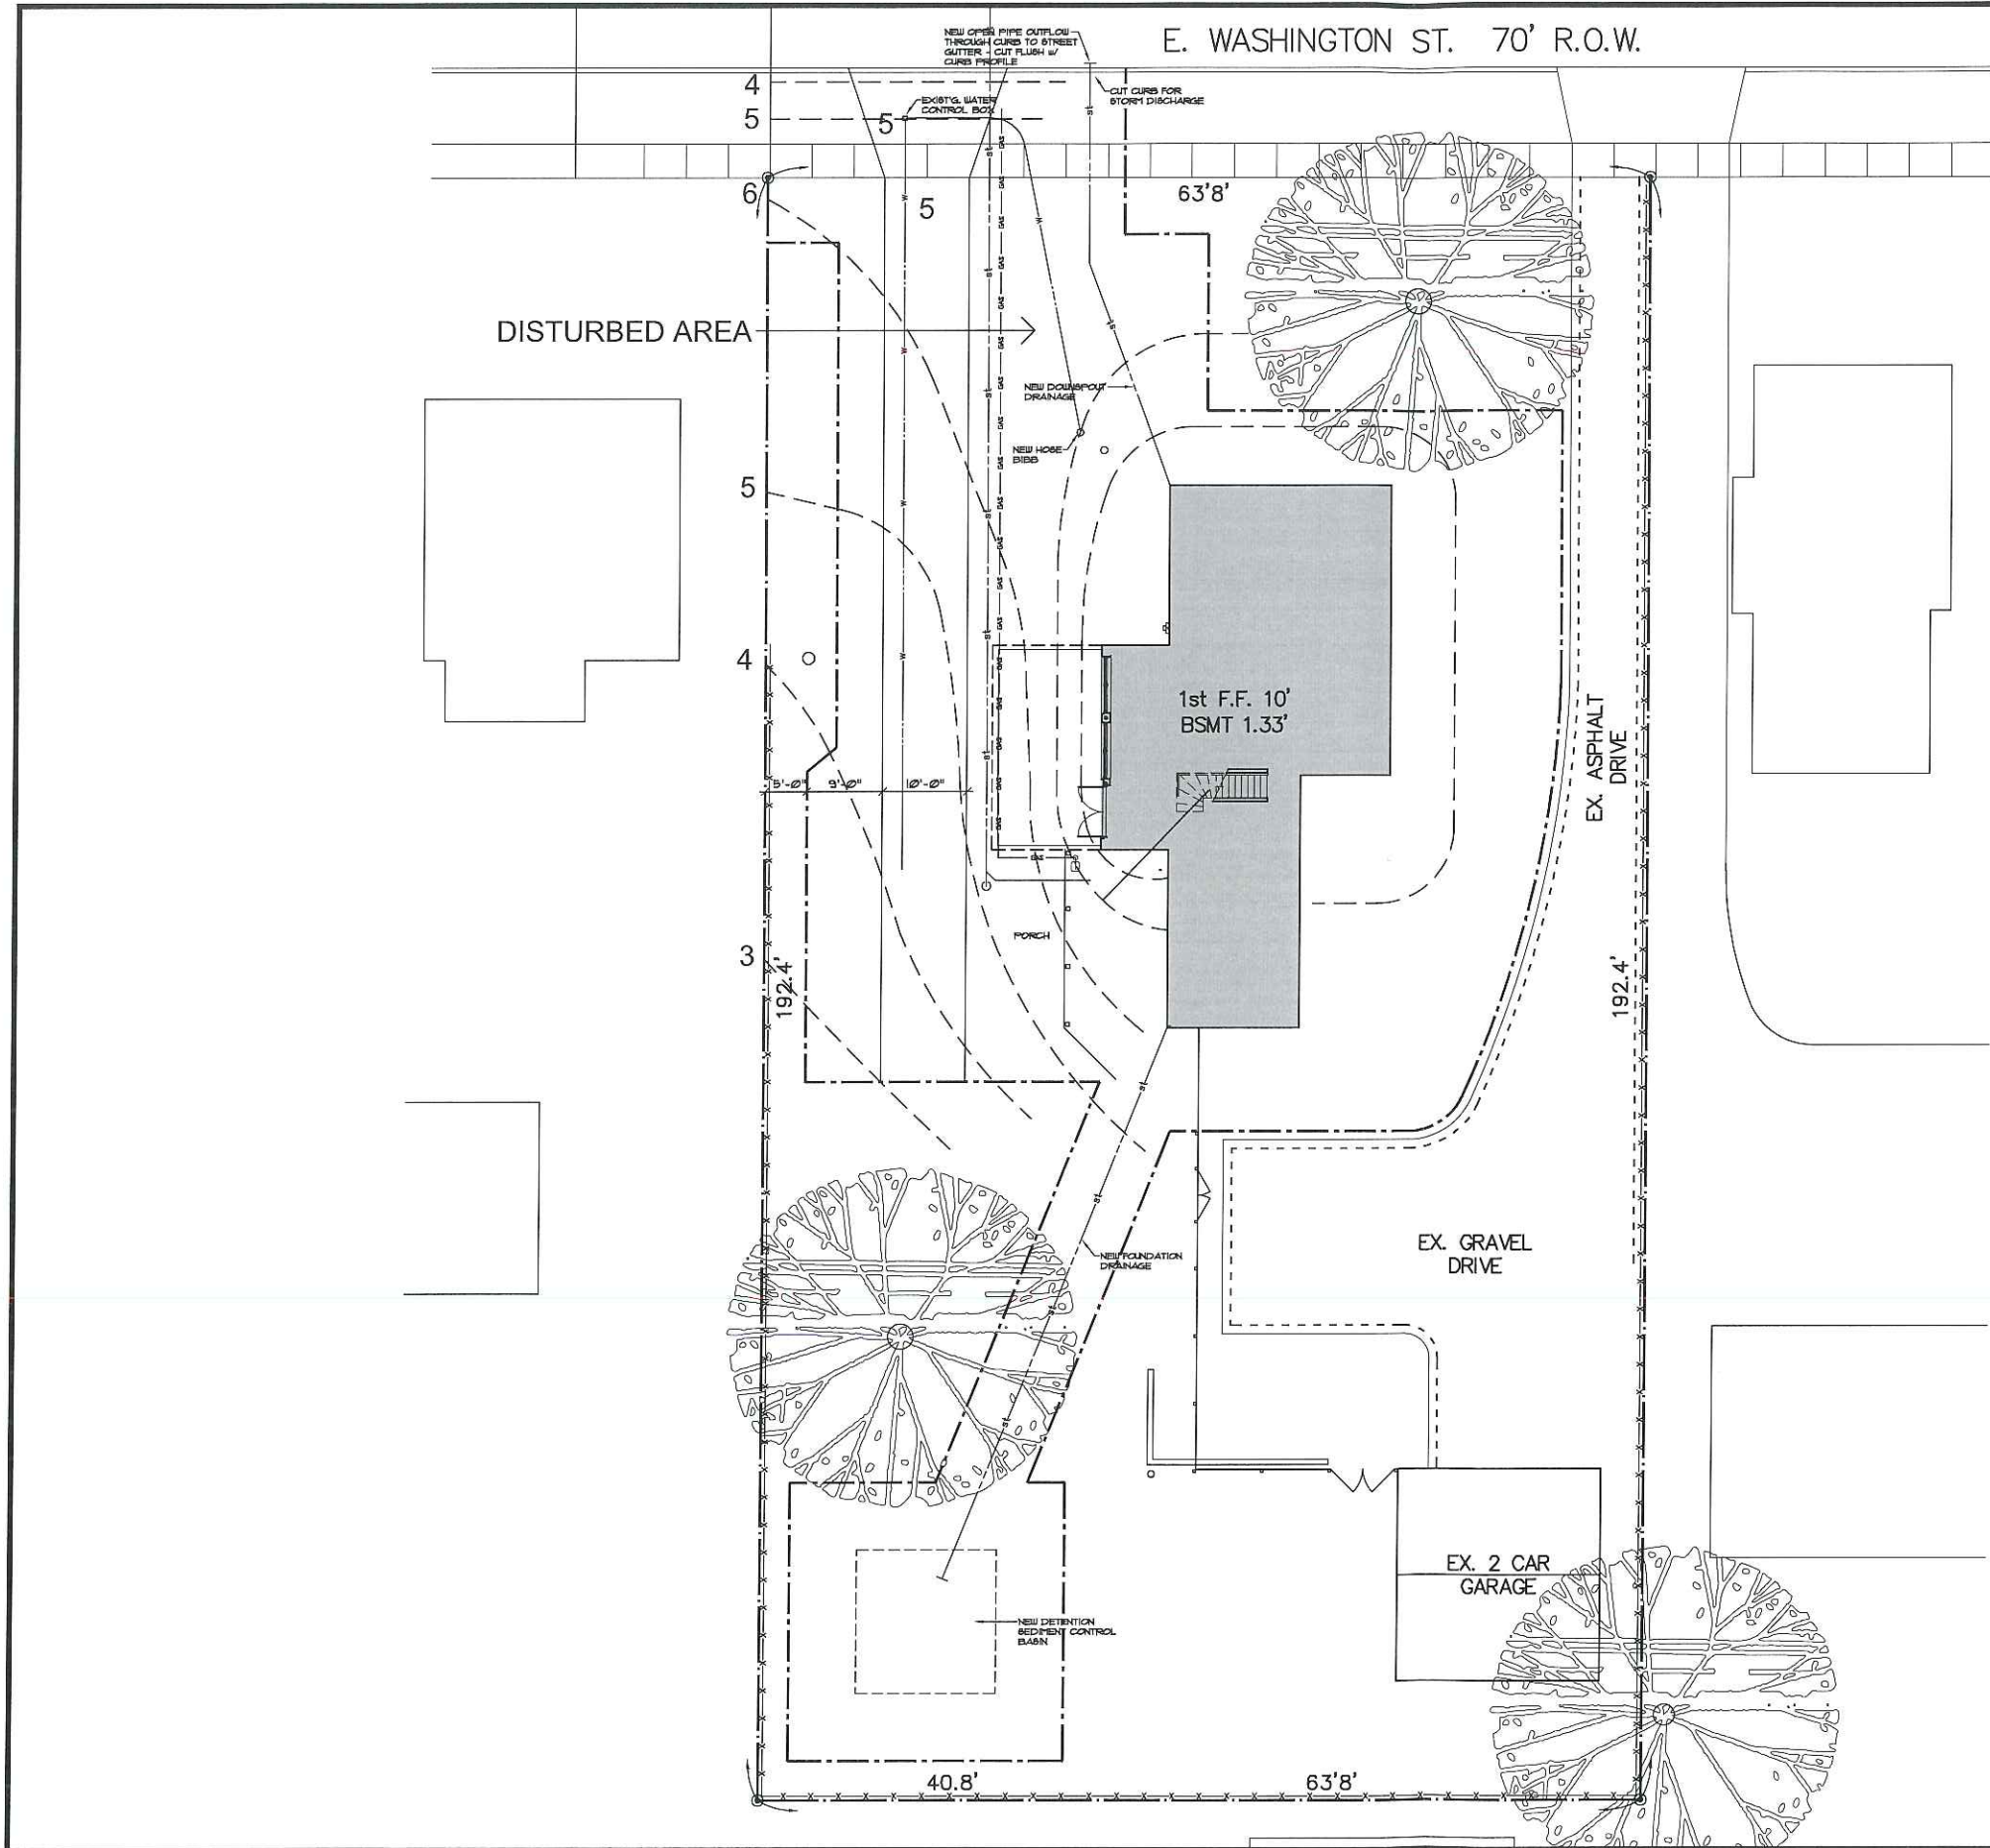 E. WASHINGTON ST. 70' R.O.W.
NEW OPEN PIPE OUTFLOW
THROUGH CURB TO STREET
GUTTER - CUT FLUSH w/
CURB PROFILE
4
CUT CURB FOR
STORM DISCHARGE
EXIST'G. WATER
CONTROL BOX
5
5
6
5
63'8'
DISTURBED AREA
NEW DOWNSPOUT
DRAINAGE
NEW HOSE
BIBB
5
4
1st F.F. 10'
BSMT 1.33'
EX. ASPHALT
DRIVE
5'-0" 9'-0" 10'-0"
PORCH
3
192.4'
192.4'
NEW FOUNDATION
DRAINAGE
EX. GRAVEL
DRIVE
EX. 2 CAR
GARAGE
NEW DETENTION
SEDIMENT CONTROL
BASIN
40.8'
63'8'